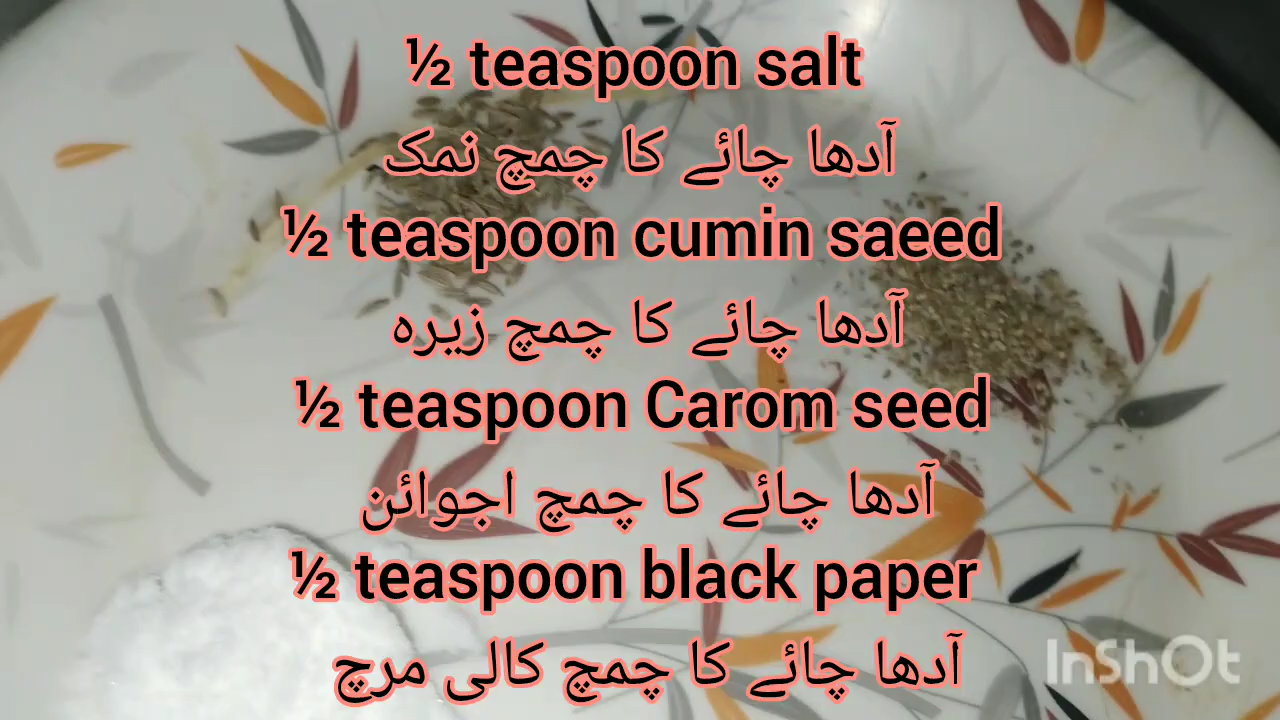 ½ teaspoon salt
آدھا چائے کا چمچ نمک
½ teaspoon cumin saeed
آدھا چائے کا چمچ زیرہ
½ teaspoon Carom seed
آدھا چائے کا چمچ اجوائن
½ teaspoon black paper
آدھا چائے کا چمچ کالی مرچ
InShOt